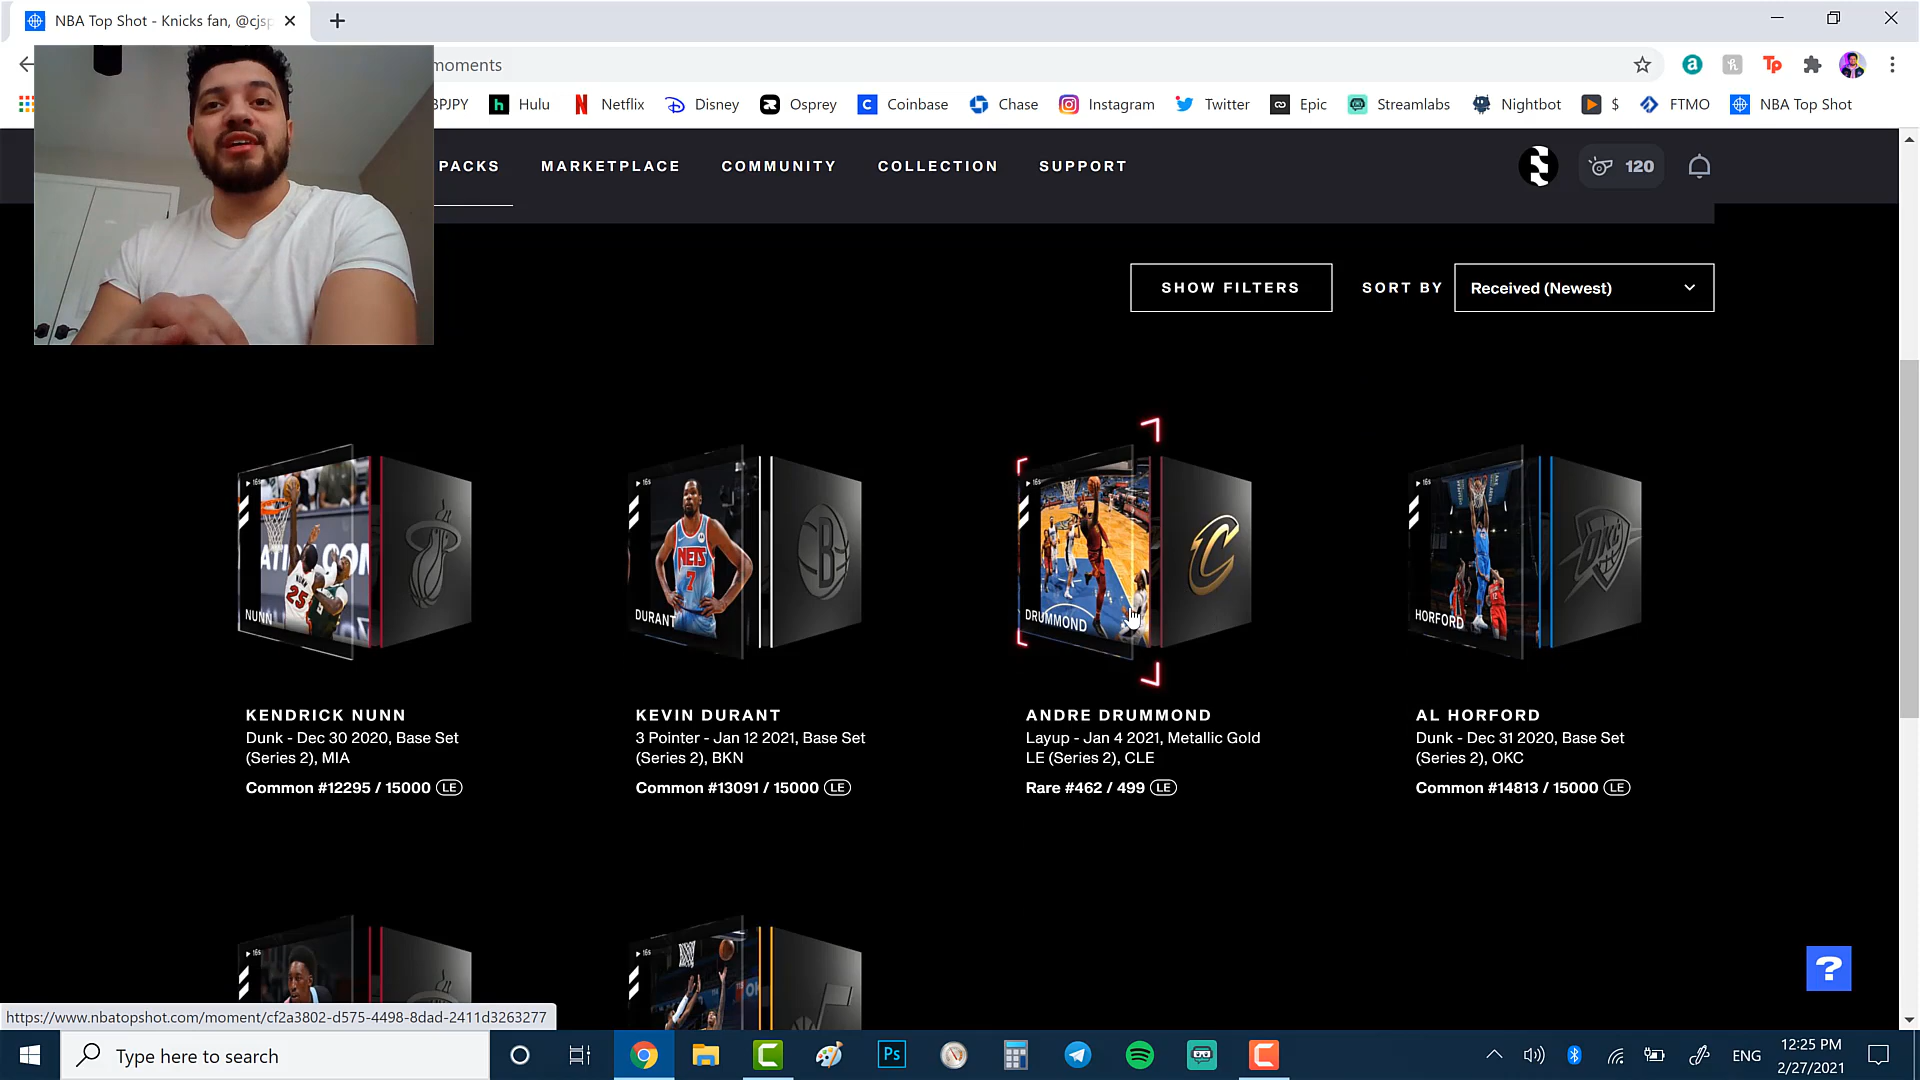 NBA Top Shot - Knicks fan, @cjsp
moments
BPJPY
Hulu
Netflix
Disney
Osprey
Coinbase
Chase
Instagram
Twitter
Epic
Streamlabs
Nightbot
$
FTMO
NBA Top Shot
PACKS
MARKETPLACE
COMMUNITY
COLLECTION
SUPPORT
120
SHOW FILTERS
SORT BY
Received (Newest)
NUNN
25
DURANT
NETS
7
B
DRUMMOND
C
HORFORD
OKC
KENDRICK NUNN
Dunk - Dec 30 2020, Base Set
(Series 2), MIA
Common #12295 / 15000 LE
KEVIN DURANT
3 Pointer - Jan 12 2021, Base Set
(Series 2), BKN
Common #13091 / 15000 LE
ANDRE DRUMMOND
Layup - Jan 4 2021, Metallic Gold
LE (Series 2), CLE
Rare #462 / 499 LE
AL HORFORD
Dunk - Dec 31 2020, Base Set
(Series 2), OKC
Common #14813 / 15000 LE
?
https://www.nbatopshot.com/moment/cf2a3802-d575-4498-8dad-2411d3263277
Type here to search
Ps
ENG
12:25 PM
2/27/2021